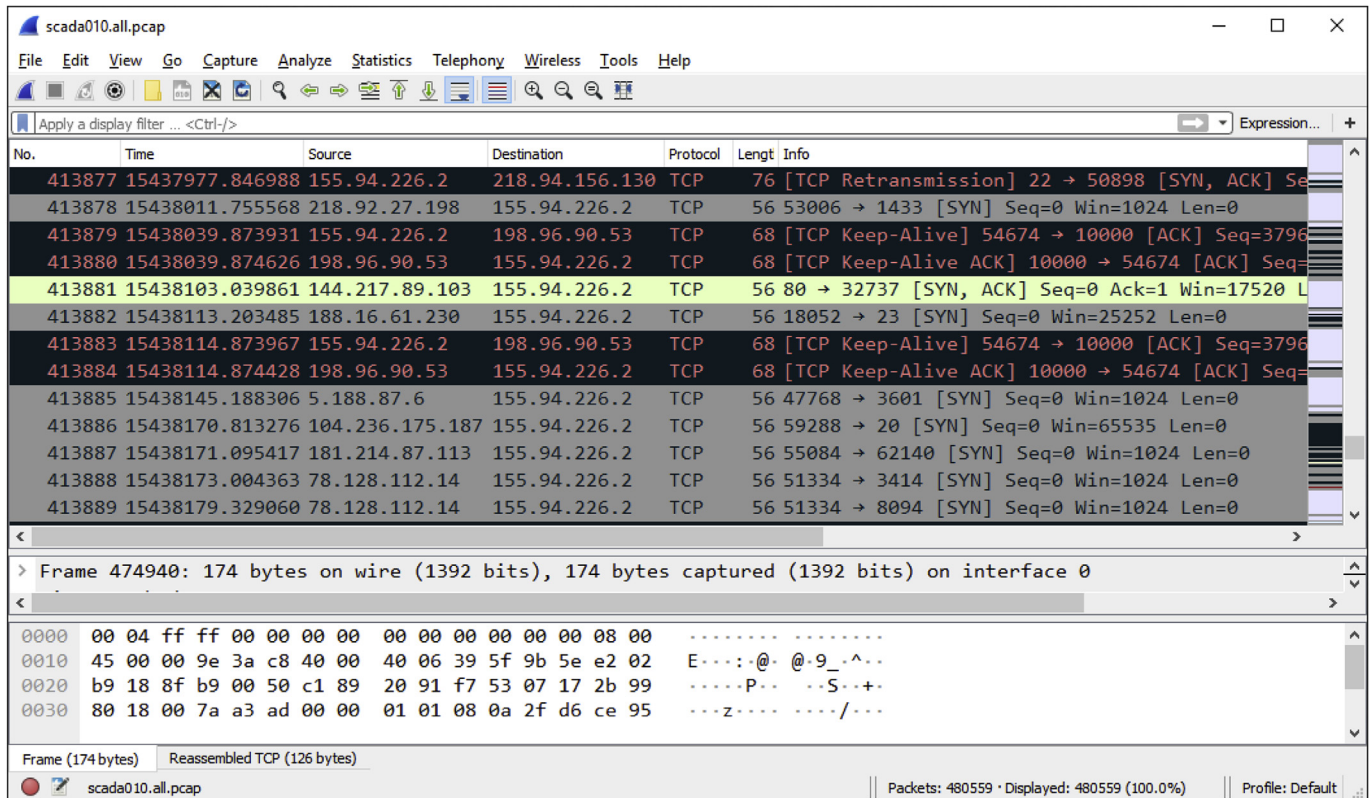 scada010.all.pcap
File Edit View Go Capture Analyze Statistics Telephony Wireless Tools Help
Apply a display filter ... <Ctrl-/> Expression... +
No. Time Source Destination Protocol Lengt Info
413877 15437977.846988 155.94.226.2 218.94.156.130 TCP 76 [TCP Retransmission] 22 → 50898 [SYN, ACK] Se
413878 15438011.755568 218.92.27.198 155.94.226.2 TCP 56 53006 → 1433 [SYN] Seq=0 Win=1024 Len=0
413879 15438039.873931 155.94.226.2 198.96.90.53 TCP 68 [TCP Keep-Alive] 54674 → 10000 [ACK] Seq=3796
413880 15438039.874626 198.96.90.53 155.94.226.2 TCP 68 [TCP Keep-Alive ACK] 10000 → 54674 [ACK] Seq=
413881 15438103.039861 144.217.89.103 155.94.226.2 TCP 56 80 → 32737 [SYN, ACK] Seq=0 Ack=1 Win=17520 L
413882 15438113.203485 188.16.61.230 155.94.226.2 TCP 56 18052 → 23 [SYN] Seq=0 Win=25252 Len=0
413883 15438114.873967 155.94.226.2 198.96.90.53 TCP 68 [TCP Keep-Alive] 54674 → 10000 [ACK] Seq=3796
413884 15438114.874428 198.96.90.53 155.94.226.2 TCP 68 [TCP Keep-Alive ACK] 10000 → 54674 [ACK] Seq=
413885 15438145.188306 5.188.87.6 155.94.226.2 TCP 56 47768 → 3601 [SYN] Seq=0 Win=1024 Len=0
413886 15438170.813276 104.236.175.187 155.94.226.2 TCP 56 59288 → 20 [SYN] Seq=0 Win=65535 Len=0
413887 15438171.095417 181.214.87.113 155.94.226.2 TCP 56 55084 → 62140 [SYN] Seq=0 Win=1024 Len=0
413888 15438173.004363 78.128.112.14 155.94.226.2 TCP 56 51334 → 3414 [SYN] Seq=0 Win=1024 Len=0
413889 15438179.329060 78.128.112.14 155.94.226.2 TCP 56 51334 → 8094 [SYN] Seq=0 Win=1024 Len=0
> Frame 474940: 174 bytes on wire (1392 bits), 174 bytes captured (1392 bits) on interface 0
0000 00 04 ff ff 00 00 00 00 00 00 00 00 00 00 08 00 ········ ········
0010 45 00 00 9e 3a c8 40 00 40 06 39 5f 9b 5e e2 02 E···:·@· @·9_·^··
0020 b9 18 8f b9 00 50 c1 89 20 91 f7 53 07 17 2b 99 ·····P·· ··S··+·
0030 80 18 00 7a a3 ad 00 00 01 01 08 0a 2f d6 ce 95 ···z···· ····/···
Frame (174 bytes) Reassembled TCP (126 bytes)
scada010.all.pcap Packets: 480559 · Displayed: 480559 (100.0%) Profile: Default